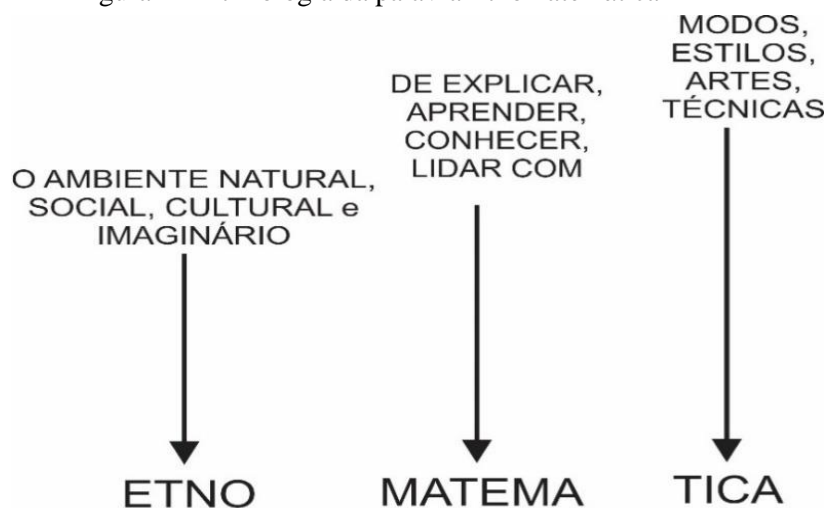 MODOS,
ESTILOS,
ARTES,
TÉCNICAS
DE EXPLICAR,
APRENDER,
CONHECER,
LIDAR COM
O AMBIENTE NATURAL,
SOCIAL, CULTURAL e
IMAGINÁRIO
ETNO MATEMA TICA